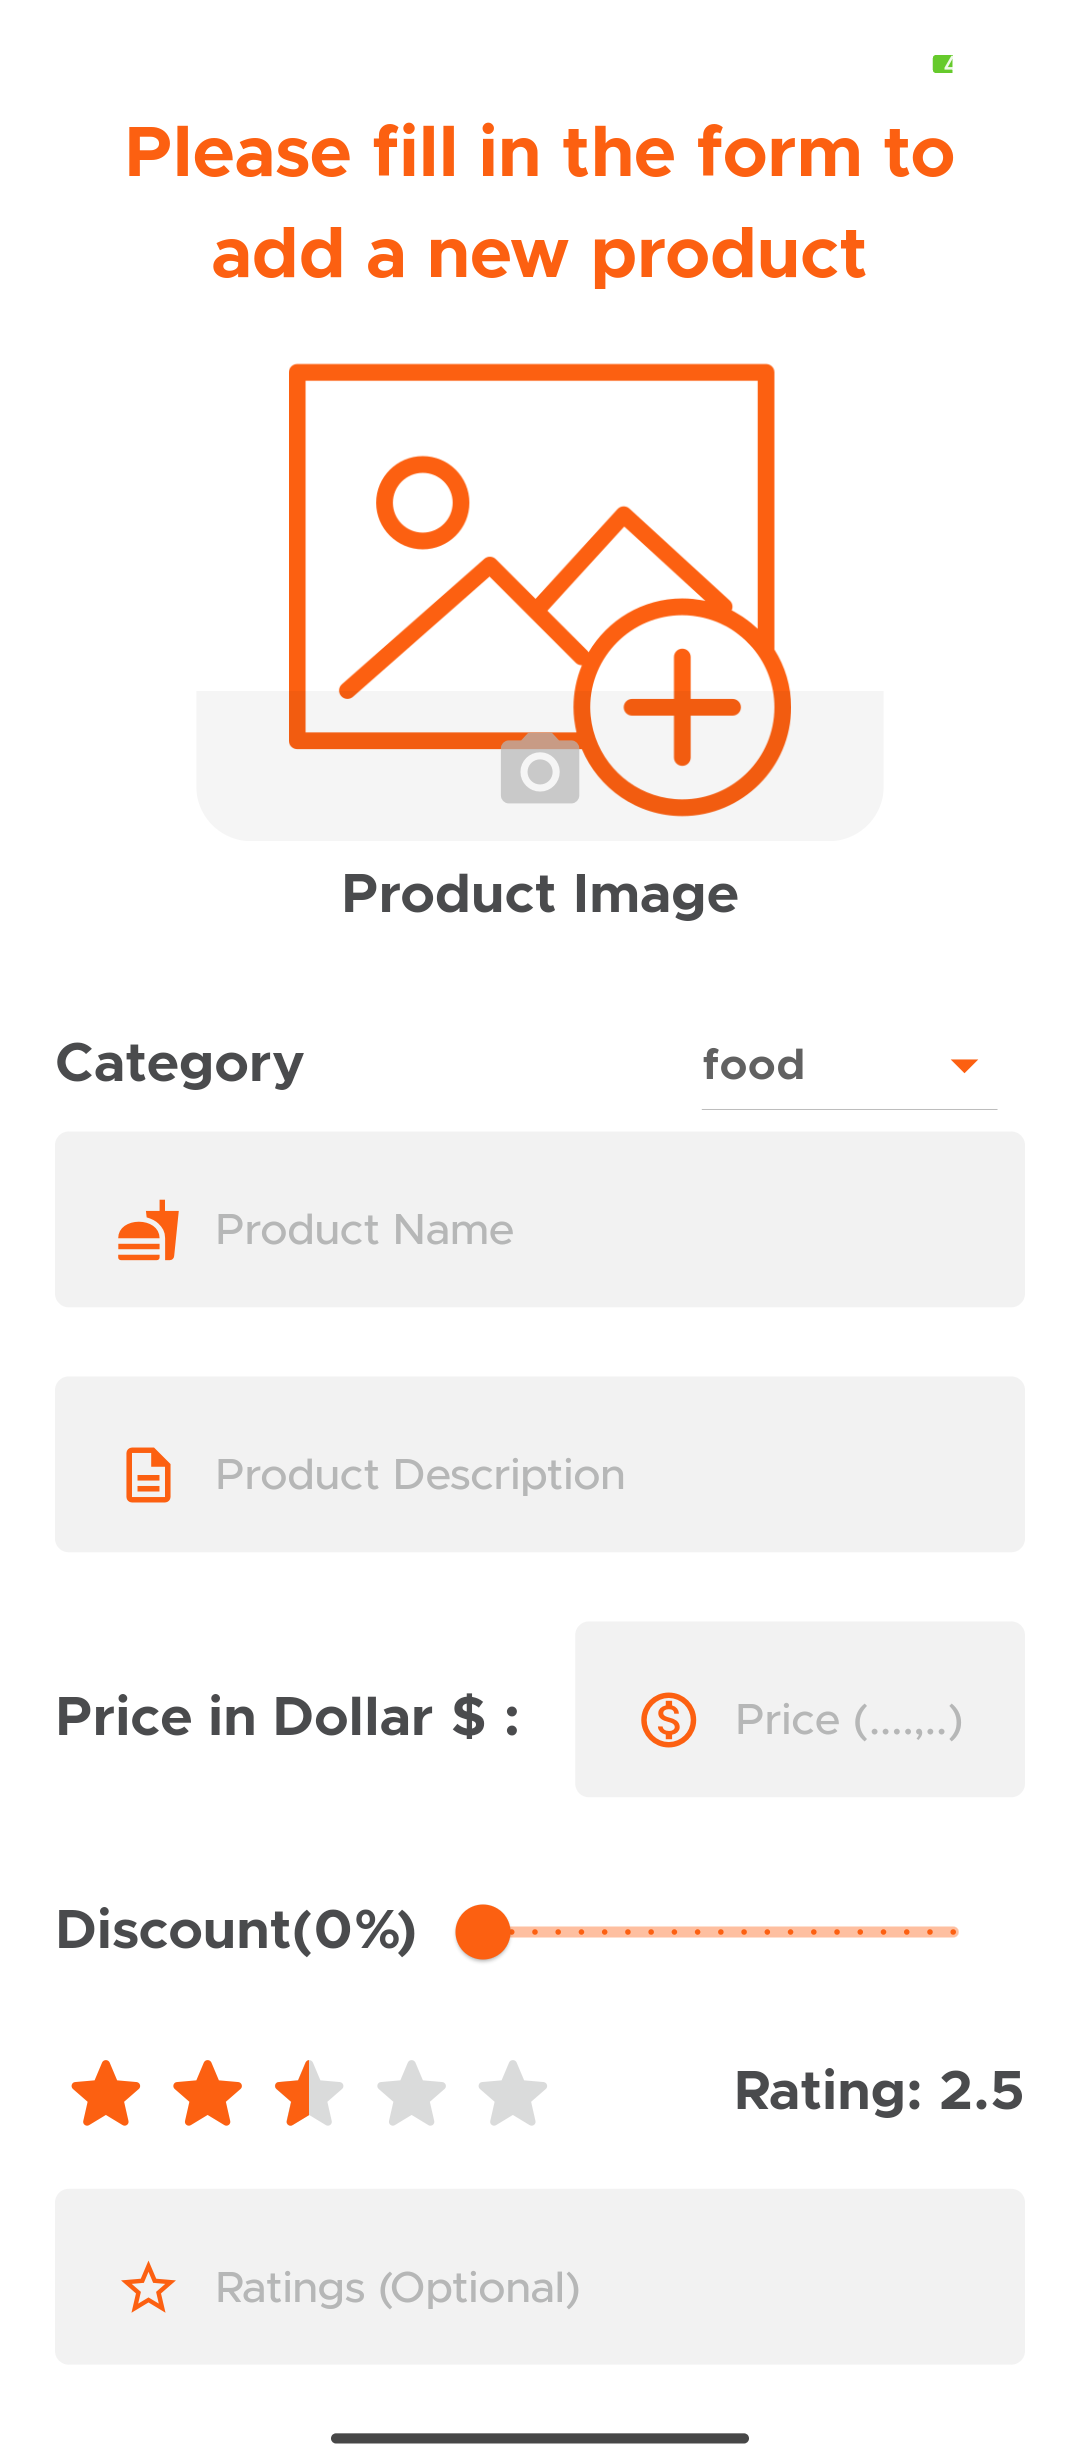 Please fill in the form to
add a new product
Product Image
Category
food
Product Name
Product Description
Price in Dollar $ :
Price (....,..)
Discount(0%)
Rating: 2.5
Ratings (Optional)